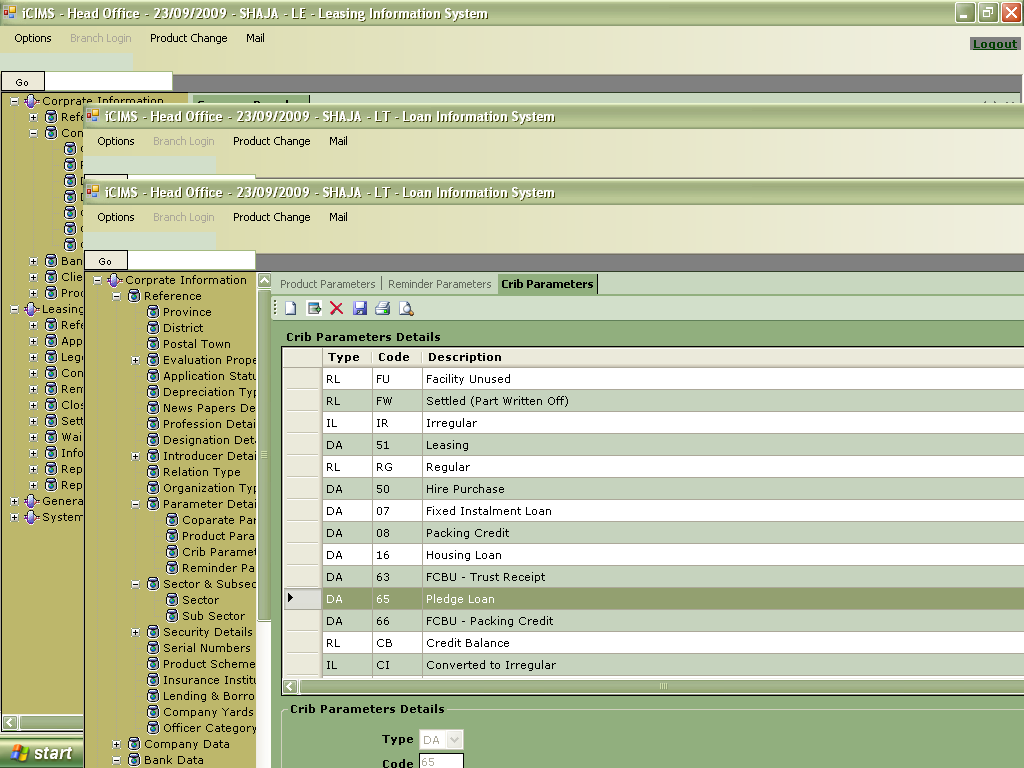 iCIMS - Head Office - 23/09/2009 - SHAJA - LE - Leasing Information System
Options Branch Login Product Change Mail
Logout
Go
Corprate Information
Refe
Con
Ban
Clie
Proc
Leasing
Refe
App
Lege
Con
Rem
Clos
Sett
Wai
Info
Rep
Rep
Genera
System
iCIMS - Head Office - 23/09/2009 - SHAJA - LT - Loan Information System
Options Branch Login Product Change Mail
iCIMS - Head Office - 23/09/2009 - SHAJA - LT - Loan Information System
Options Branch Login Product Change Mail
Go
Corprate Information
Reference
Province
District
Postal Town
Evaluation Prope
Application Statu
Depreciation Typ
News Papers De
Profession Detai
Designation Deta
Introducer Detai
Relation Type
Organization Typ
Parameter Detai
Coparate Par
Product Para
Crib Paramet
Reminder Pa
Sector & Subsec
Sector
Sub Sector
Security Details
Serial Numbers
Product Scheme
Insurance Institu
Lending & Borro
Company Yards
Officer Category
Company Data
Bank Data
Product Parameters Reminder Parameters Crib Parameters
Crib Parameters Details
Type Code Description
RL FU Facility Unused
RL FW Settled (Part Written Off)
IL IR Irregular
DA 51 Leasing
RL RG Regular
DA 50 Hire Purchase
DA 07 Fixed Instalment Loan
DA 08 Packing Credit
DA 16 Housing Loan
DA 63 FCBU - Trust Receipt
DA 65 Pledge Loan
DA 66 FCBU - Packing Credit
RL CB Credit Balance
IL CI Converted to Irregular
Crib Parameters Details
Type DA
Code 65
start